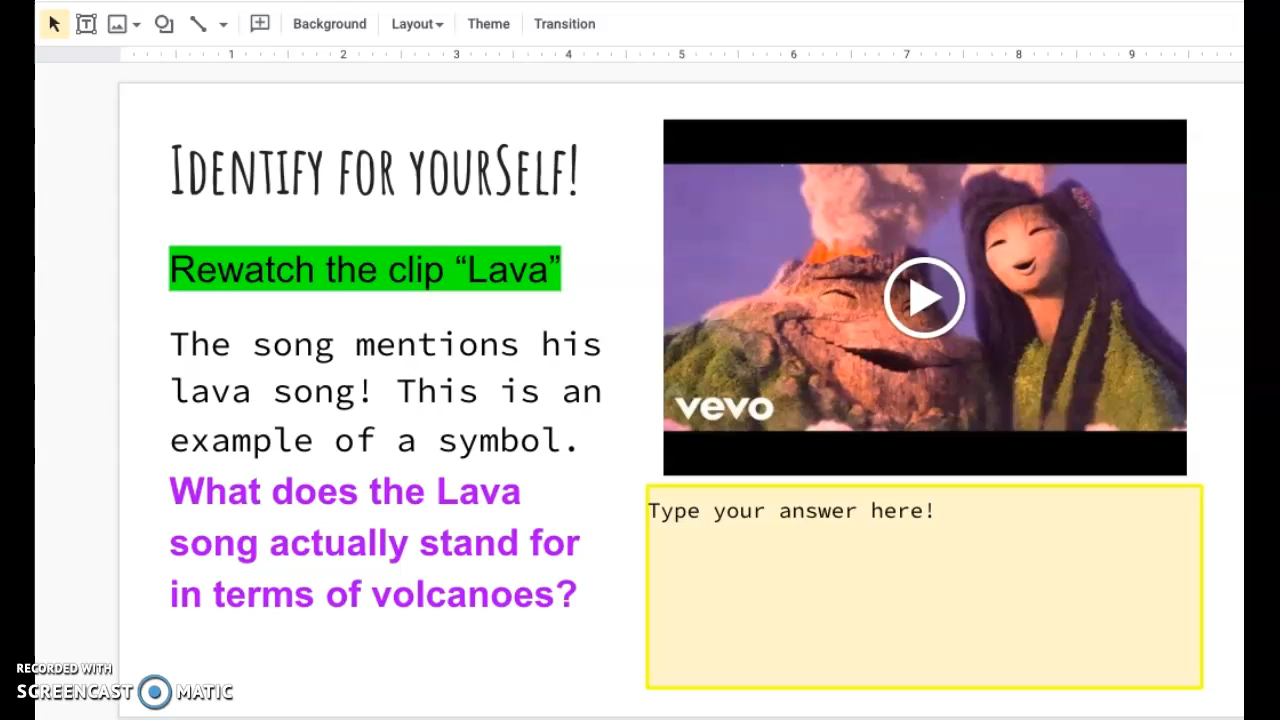 Background Layout Theme Transition
1 2 3 4 5 6 7 8 9
IDENTIFY FOR YOURSELF!
Rewatch the clip “Lava”
The song mentions his
lava song! This is an
example of a symbol.
What does the Lava
song actually stand for
in terms of volcanoes?
vevo
Type your answer here!
RECORDED WITH
SCREENCAST MATIC